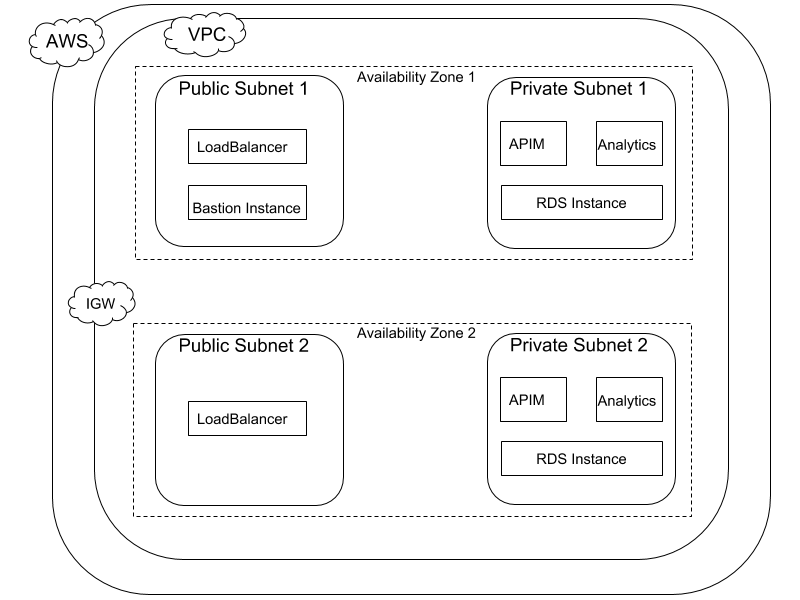 AWS
VPC
Availability Zone 1
Public Subnet 1
Private Subnet 1
LoadBalancer
APIM
Analytics
Bastion Instance
RDS Instance
IGW
Availability Zone 2
Public Subnet 2
Private Subnet 2
LoadBalancer
APIM
Analytics
RDS Instance